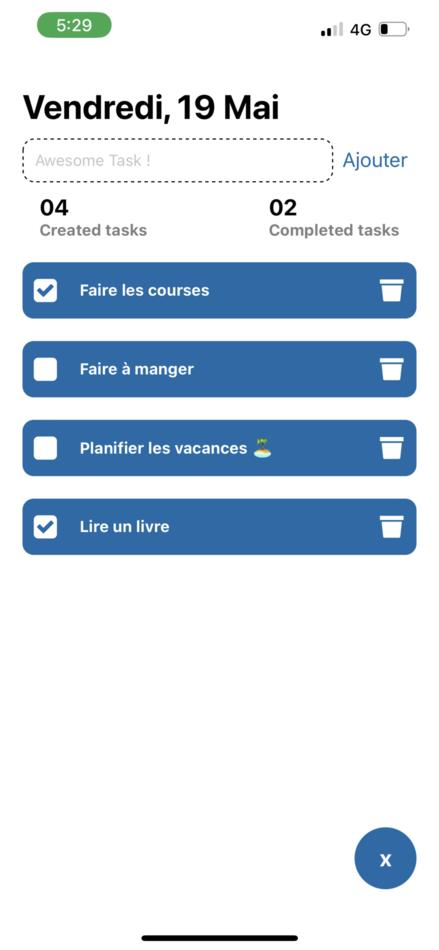 5:29
4G
Vendredi, 19 Mai
Awesome Task !
Ajouter
04
Created tasks
02
Completed tasks
Faire les courses
Faire à manger
Planifier les vacances 🏝️
Lire un livre
x